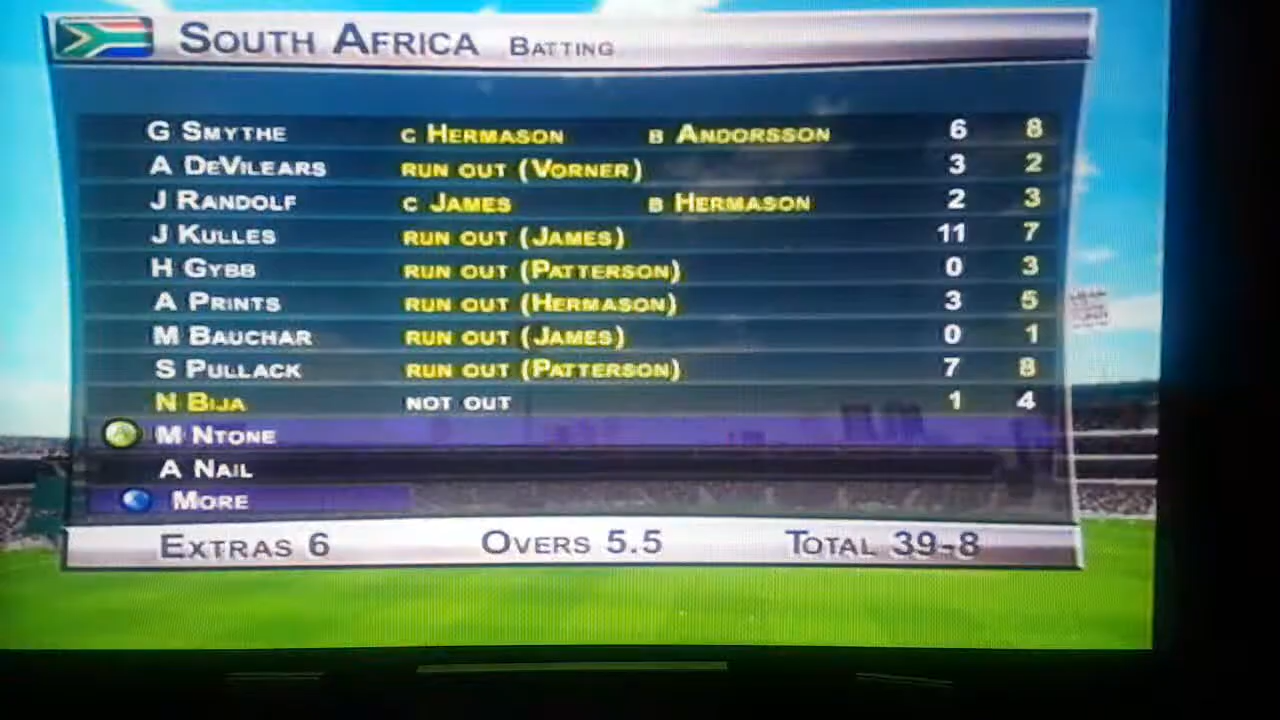 SOUTH AFRICA BATTING
G SMYTHE C HERMASON B ANDORSSON 6 8
A DEVILEARS RUN OUT (VORNER) 3 2
J RANDOLF C JAMES B HERMASON 2 3
J KULLES RUN OUT (JAMES) 11 7
H GYBB RUN OUT (PATTERSON) 0 3
A PRINTS RUN OUT (HERMASON) 3 5
M BAUCHAR RUN OUT (JAMES) 0 1
S PULLACK RUN OUT (PATTERSON) 7 8
N BIJA NOT OUT 1 4
M NTONE
A NAIL
MORE
EXTRAS 6 OVERS 5.5 TOTAL 39-8